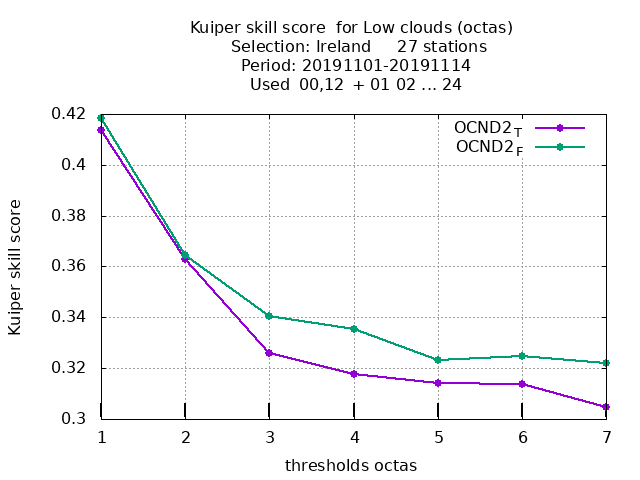 Kuiper skill score  for Low clouds (octas)
Selection: Ireland     27 stations
Period: 20191101-20191114
Used  00,12  + 01 02 ... 24
OCND2T
OCND2F
0.42
0.4
0.38
0.36
0.34
0.32
0.3
Kuiper skill score
1 2 3 4 5 6 7
thresholds octas